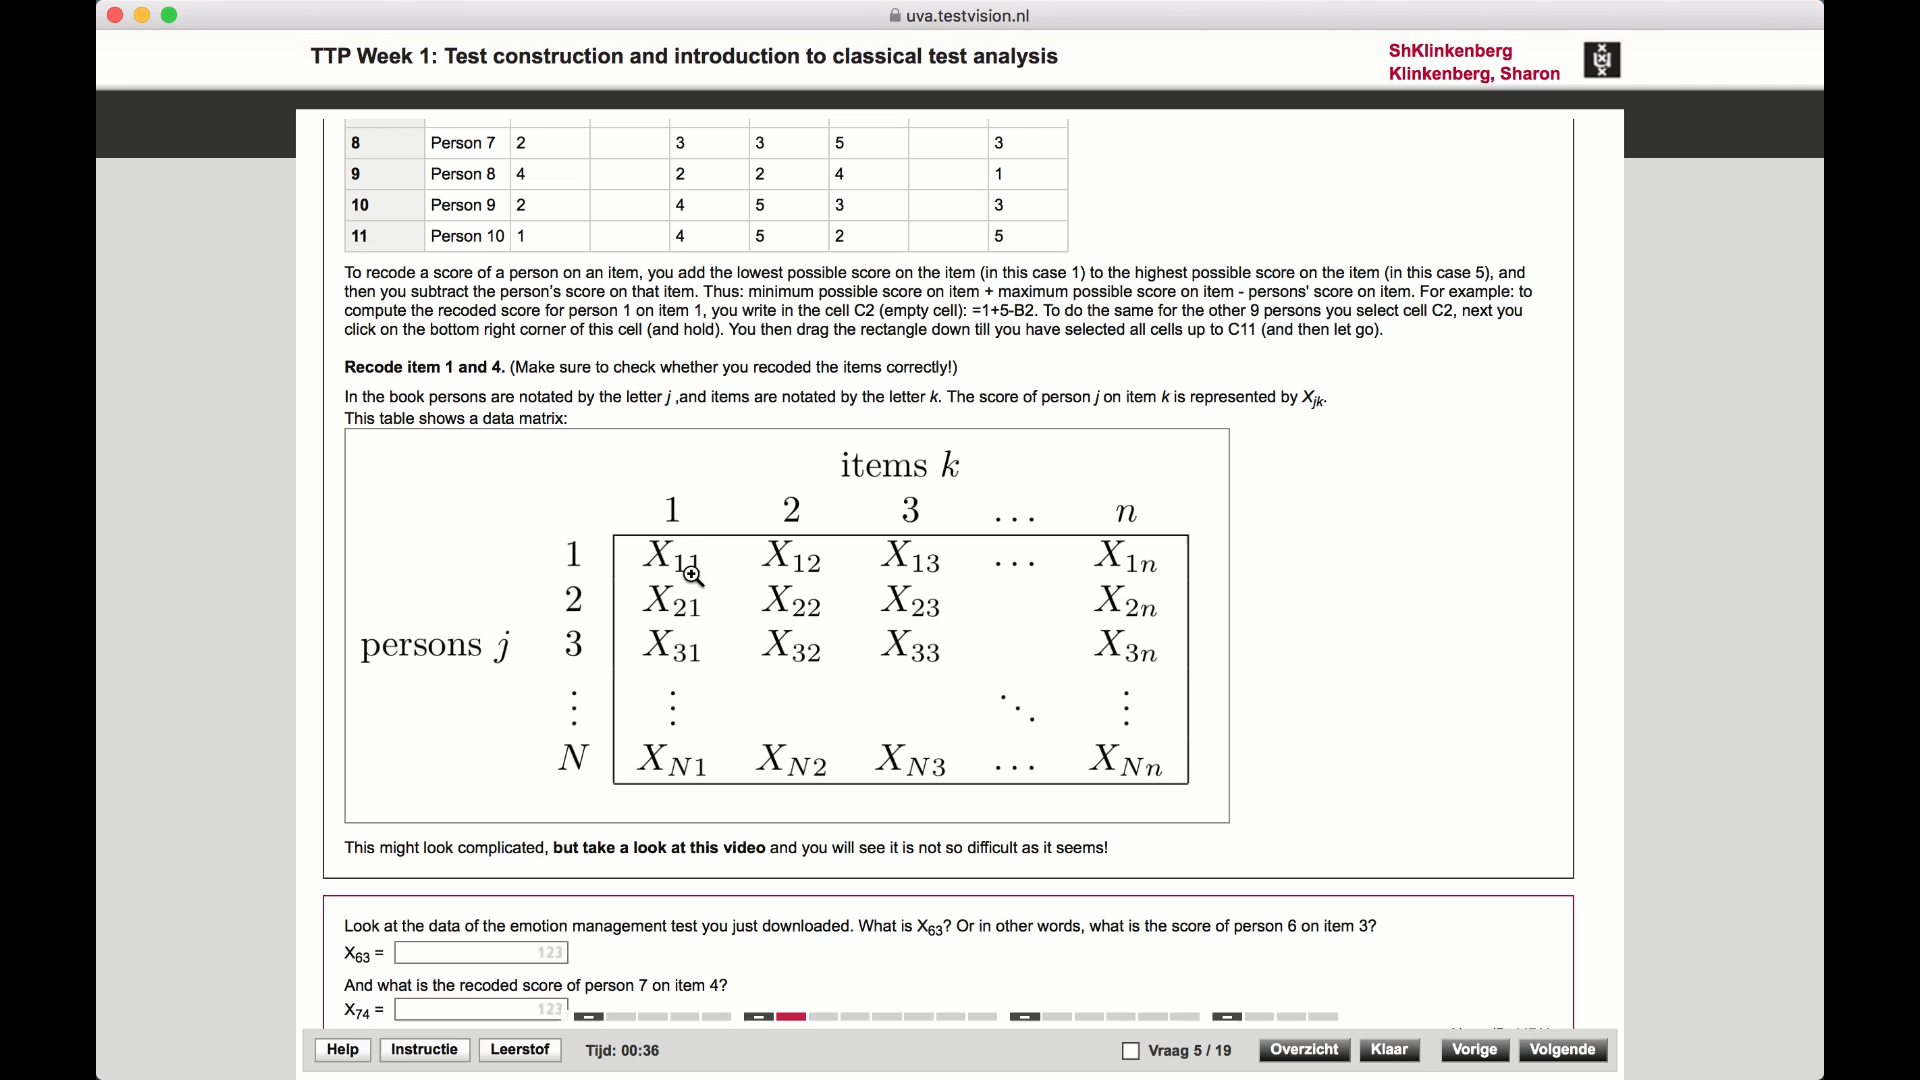 uva.testvision.nl
TTP Week 1: Test construction and introduction to classical test analysis
ShKlinkenberg
Klinkenberg, Sharon
8 Person 7 2 3 3 5 3
9 Person 8 4 2 2 4 1
10 Person 9 2 4 5 3 3
11 Person 10 1 4 5 2 5
To recode a score of a person on an item, you add the lowest possible score on the item (in this case 1) to the highest possible score on the item (in this case 5), and
then you subtract the person's score on that item. Thus: minimum possible score on item + maximum possible score on item - persons' score on item. For example: to
compute the recoded score for person 1 on item 1, you write in the cell C2 (empty cell): =1+5-B2. To do the same for the other 9 persons you select cell C2, next you
click on the bottom right corner of this cell (and hold). You then drag the rectangle down till you have selected all cells up to C11 (and then let go).
Recode item 1 and 4. (Make sure to check whether you recoded the items correctly!)
In the book persons are notated by the letter j ,and items are notated by the letter k. The score of person j on item k is represented by Xjk.
This table shows a data matrix:
items k
1 2 3 ... n
1 X11 X12 X13 ... X1n
2 X21 X22 X23 X2n
persons j 3 X31 X32 X33 X3n
⋮ ⋮ ⋱ ⋮
N XN1 XN2 XN3 ... XNn
This might look complicated, but take a look at this video and you will see it is not so difficult as it seems!
Look at the data of the emotion management test you just downloaded. What is X63? Or in other words, what is the score of person 6 on item 3?
X63 = 123
And what is the recoded score of person 7 on item 4?
X74 = 123
Help Instructie Leerstof Tijd: 00:36 Vraag 5 / 19 Overzicht Klaar Vorige Volgende